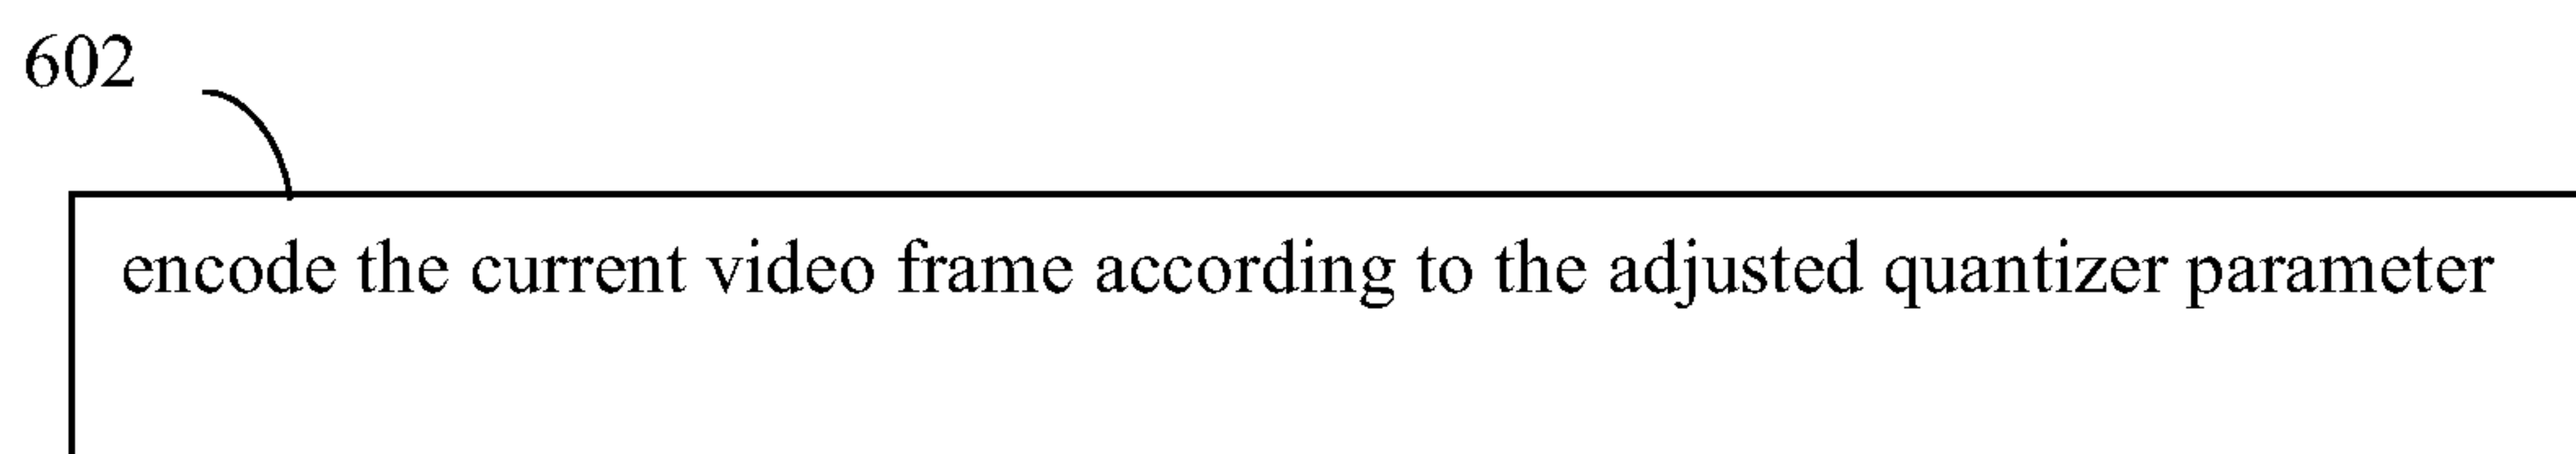 602
encode the current video frame according to the adjusted quantizer parameter